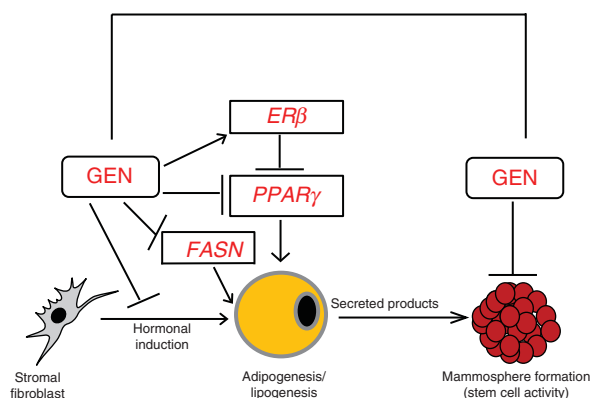 ERβ
GEN
PPARγ
GEN
FASN
Secreted products
Hormonal
induction
Stromal
fibroblast
Adipogenesis/
lipogenesis
Mammosphere formation
(stem cell activity)